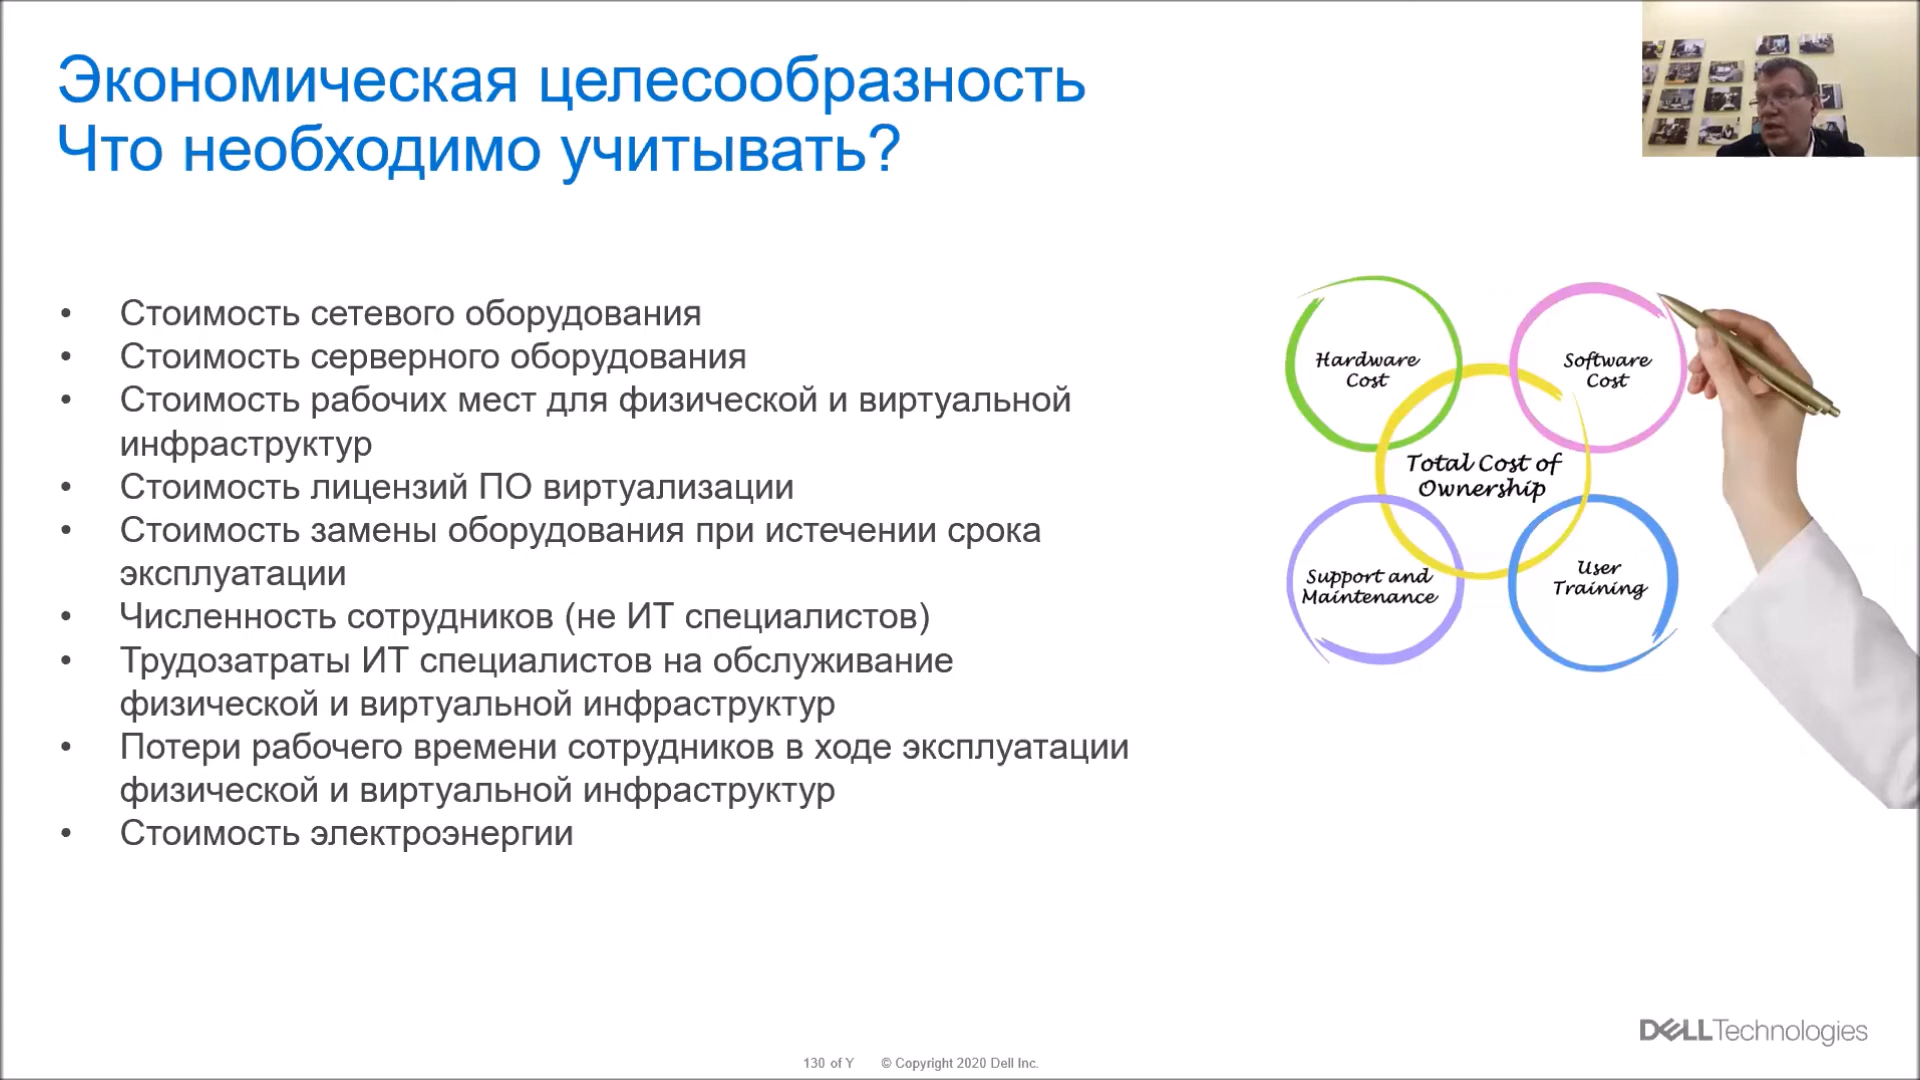 Экономическая целесообразность
Что необходимо учитывать?
• Стоимость сетевого оборудования
• Стоимость серверного оборудования
• Стоимость рабочих мест для физической и виртуальной
инфраструктур
• Стоимость лицензий ПО виртуализации
• Стоимость замены оборудования при истечении срока
эксплуатации
• Численность сотрудников (не ИТ специалистов)
• Трудозатраты ИТ специалистов на обслуживание
физической и виртуальной инфраструктур
• Потери рабочего времени сотрудников в ходе эксплуатации
физической и виртуальной инфраструктур
• Стоимость электроэнергии
Hardware
Cost
Software
Cost
Total Cost of
Ownership
Support and
Maintenance
User
Training
DELLTechnologies
130 of Y © Copyright 2020 Dell Inc.